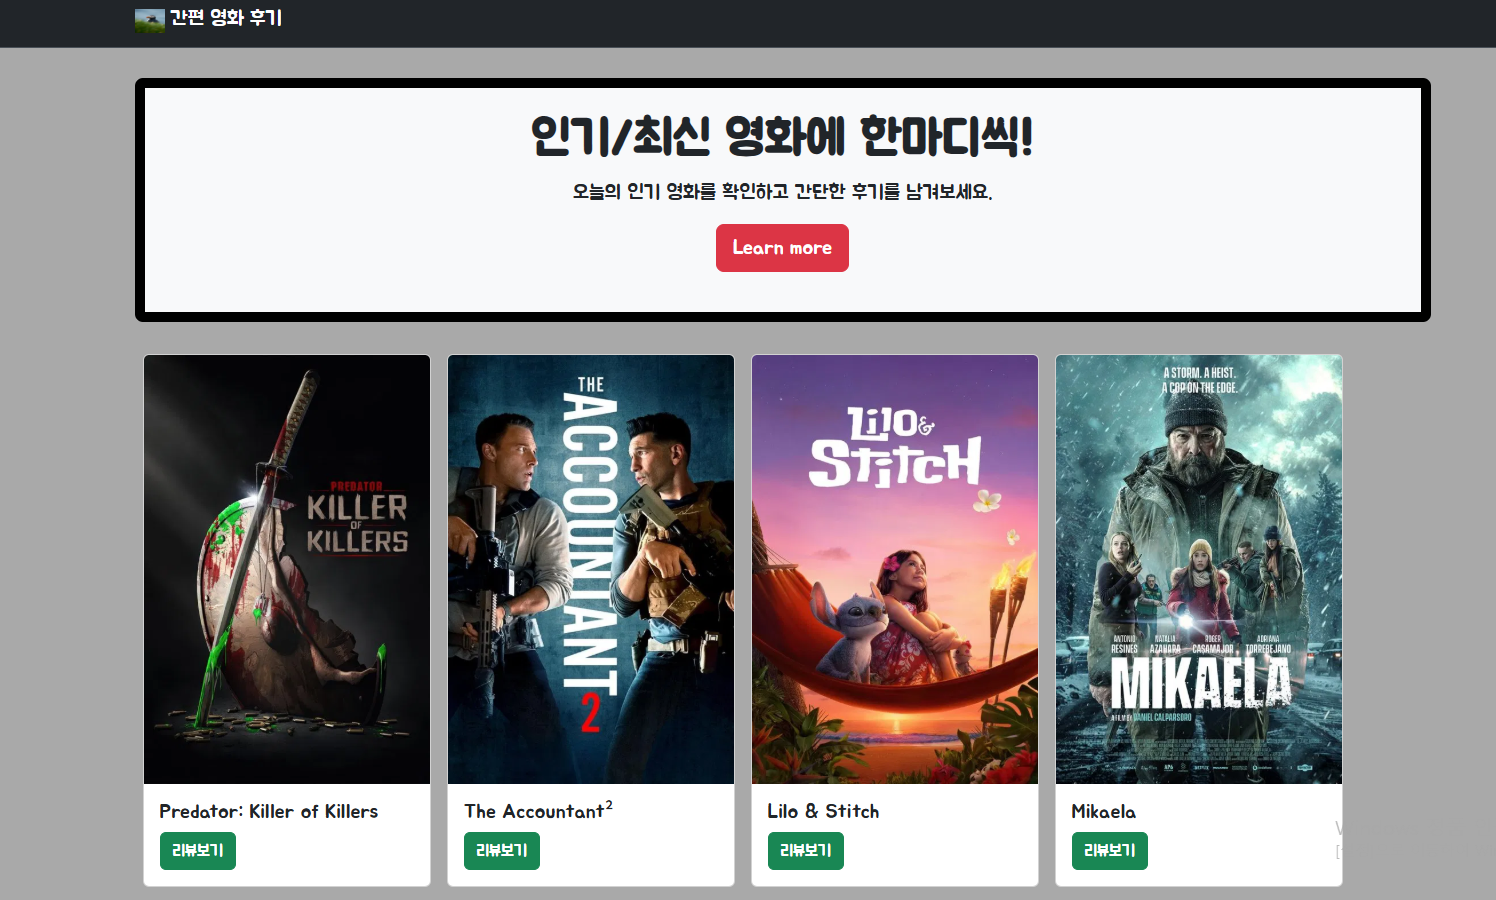 간편 영화 후기
인기/최신 영화에 한마디씩!
오늘의 인기 영화를 확인하고 간단한 후기를 남겨보세요.
Learn more
PREDATOR
KILLER
OF
KILLERS
THE
ACCOUNTANT
2
Lilo &
Stitch
A STORM. A HEIST.
A COP ON THE EDGE.
ANTONIO RESINES
NATALIA AZAHARA
ROGER CASAMAJOR
ADRIANA TORREBEJANO
MIKAELA
A FILM BY DANIEL CALPARSORO
Predator: Killer of Killers
The Accountant²
Lilo & Stitch
Mikaela
리뷰보기
리뷰보기
리뷰보기
리뷰보기